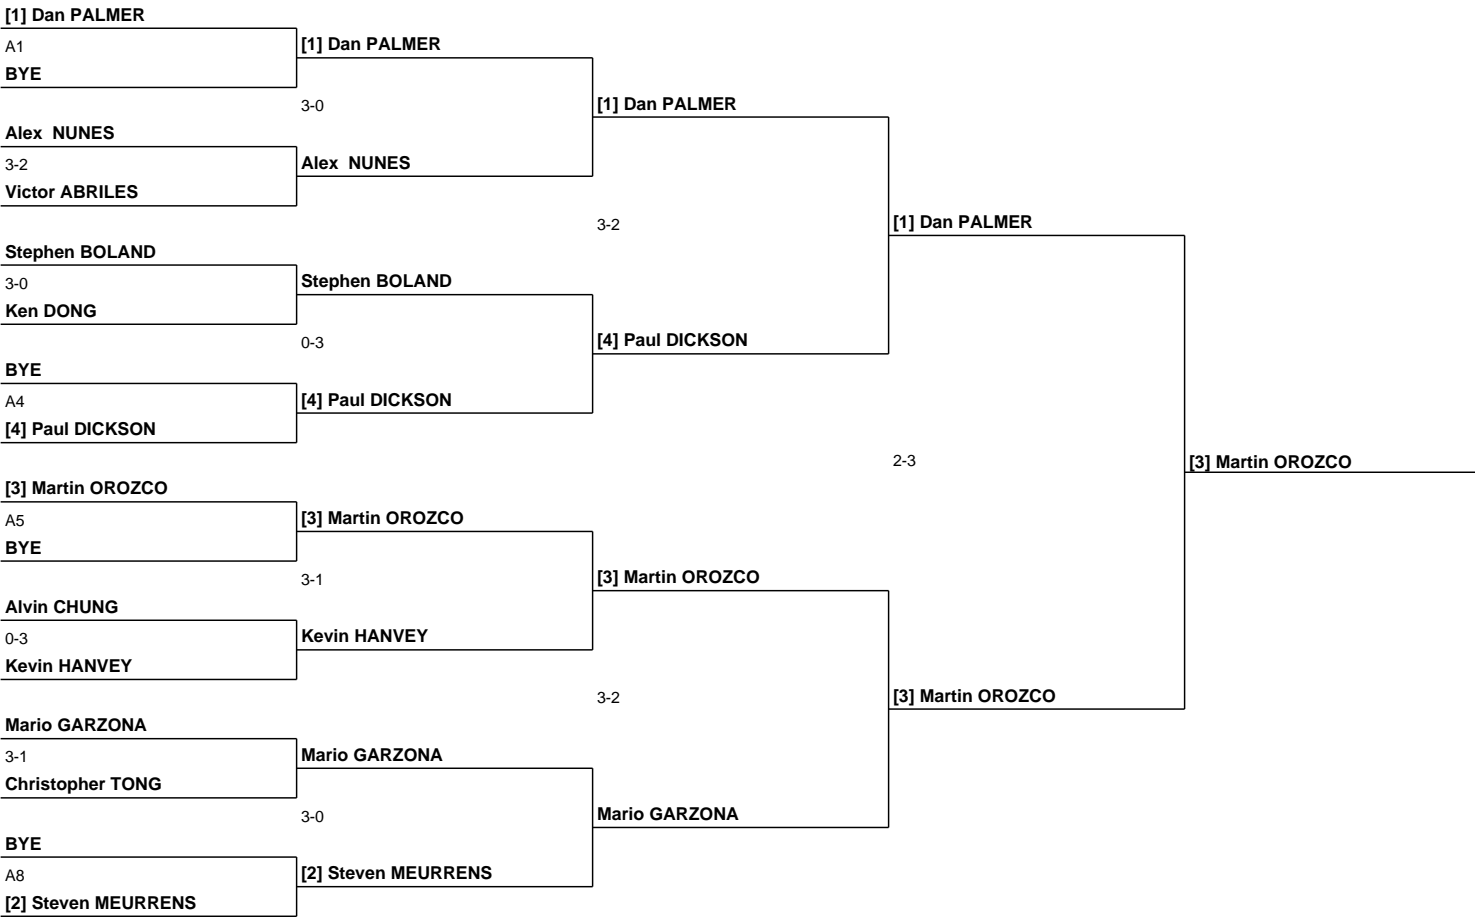 [1] Dan PALMER
A1
BYE
Alex  NUNES
3-2
Victor ABRILES
Stephen BOLAND
3-0
Ken DONG
BYE
A4
[4] Paul DICKSON
[3] Martin OROZCO
A5
BYE
Alvin CHUNG
0-3
Kevin HANVEY
Mario GARZONA
3-1
Christopher TONG
BYE
A8
[2] Steven MEURRENS
[1] Dan PALMER
3-0
Alex  NUNES
Stephen BOLAND
0-3
[4] Paul DICKSON
[3] Martin OROZCO
3-1
Kevin HANVEY
Mario GARZONA
3-0
[2] Steven MEURRENS
[1] Dan PALMER
3-2
[4] Paul DICKSON
[3] Martin OROZCO
3-2
Mario GARZONA
[1] Dan PALMER
2-3
[3] Martin OROZCO
[3] Martin OROZCO